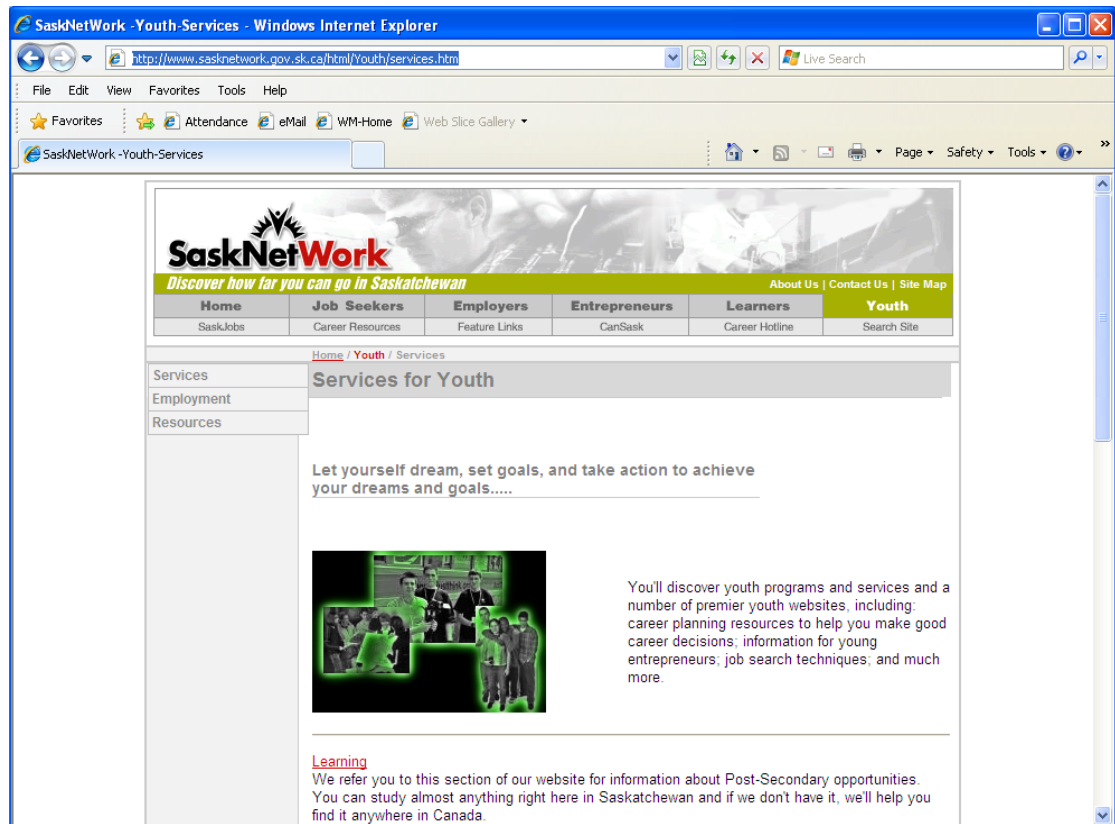 SaskNetWork -Youth-Services - Windows Internet Explorer
http://www.sasknetwork.gov.sk.ca/html/Youth/services.htm
Live Search
File Edit View Favorites Tools Help
Favorites Attendance eMail WM-Home Web Slice Gallery
SaskNetWork -Youth-Services
Page Safety Tools
SaskNetWork
Discover how far you can go in Saskatchewan
About Us | Contact Us | Site Map
Home Job Seekers Employers Entrepreneurs Learners Youth
SaskJobs Career Resources Feature Links CanSask Career Hotline Search Site
Home / Youth / Services
Services
Employment
Resources
Services for Youth
Let yourself dream, set goals, and take action to achieve
your dreams and goals.....
You'll discover youth programs and services and a
number of premier youth websites, including:
career planning resources to help you make good
career decisions; information for young
entrepreneurs; job search techniques; and much
more.
Learning
We refer you to this section of our website for information about Post-Secondary opportunities.
You can study almost anything right here in Saskatchewan and if we don't have it, we'll help you
find it anywhere in Canada.